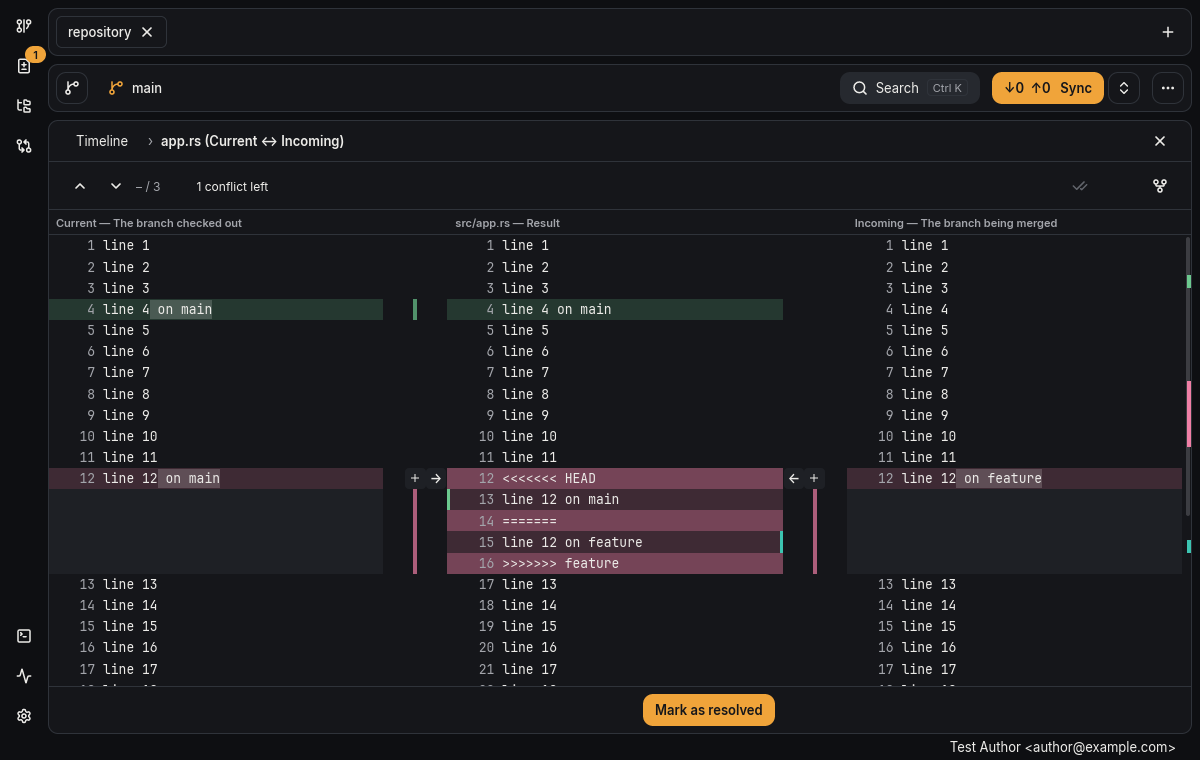 repository
1
main
Search Ctrl K
↓0 ↑0 Sync
Timeline › app.rs (Current ↔ Incoming)
– / 3 1 conflict left
Current — The branch checked out src/app.rs — Result Incoming — The branch being merged
1 line 1 1 line 1 1 line 1
2 line 2 2 line 2 2 line 2
3 line 3 3 line 3 3 line 3
4 line 4 on main 4 line 4 on main 4 line 4
5 line 5 5 line 5 5 line 5
6 line 6 6 line 6 6 line 6
7 line 7 7 line 7 7 line 7
8 line 8 8 line 8 8 line 8
9 line 9 9 line 9 9 line 9
10 line 10 10 line 10 10 line 10
11 line 11 11 line 11 11 line 11
12 line 12 on main + → 12 <<<<<<< HEAD ← + 12 line 12 on feature
13 line 12 on main
14 =======
15 line 12 on feature
16 >>>>>>> feature
13 line 13 17 line 13 13 line 13
14 line 14 18 line 14 14 line 14
15 line 15 19 line 15 15 line 15
16 line 16 20 line 16 16 line 16
17 line 17 21 line 17 17 line 17
Mark as resolved
Test Author <author@example.com>